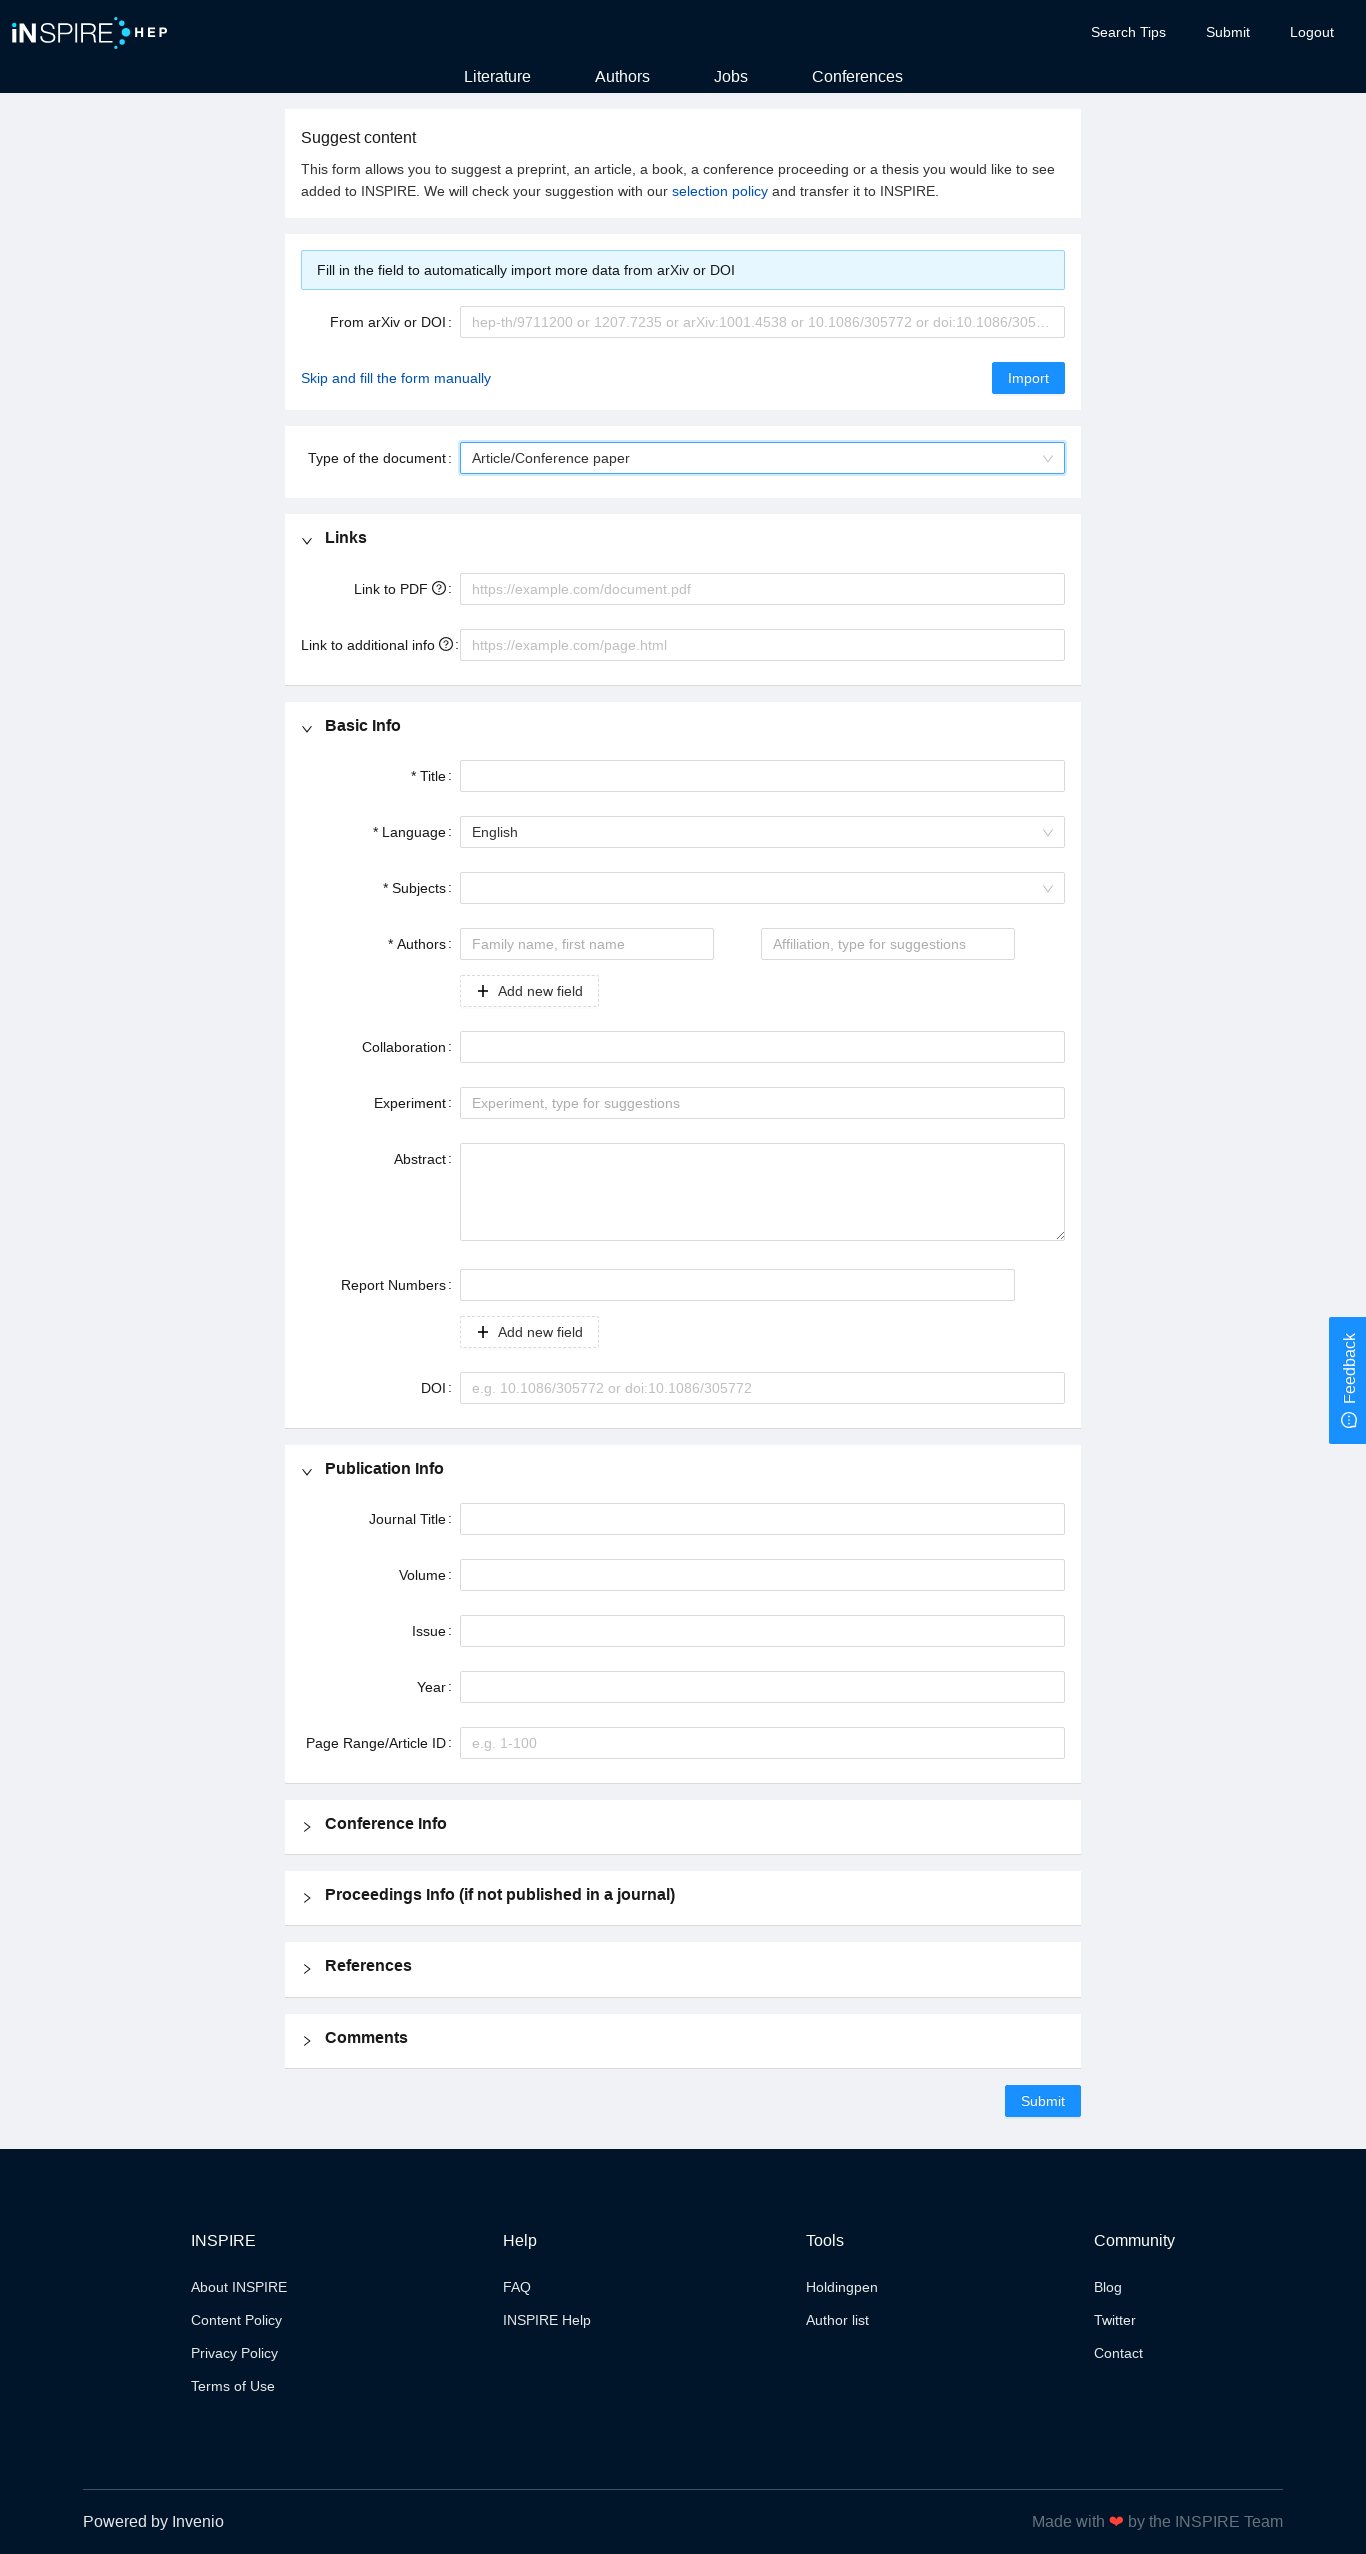 iNSPIRE HEP
Search Tips Submit Logout
Literature Authors Jobs Conferences
Suggest content
This form allows you to suggest a preprint, an article, a book, a conference proceeding or a thesis you would like to see
added to INSPIRE. We will check your suggestion with our selection policy and transfer it to INSPIRE.
Fill in the field to automatically import more data from arXiv or DOI
From arXiv or DOI: hep-th/9711200 or 1207.7235 or arXiv:1001.4538 or 10.1086/305772 or doi:10.1086/305…
Skip and fill the form manually Import
Type of the document: Article/Conference paper
Links
Link to PDF ? : https://example.com/document.pdf
Link to additional info ? : https://example.com/page.html
Basic Info
* Title:
* Language: English
* Subjects:
* Authors: Family name, first name Affiliation, type for suggestions
+ Add new field
Collaboration:
Experiment: Experiment, type for suggestions
Abstract:
Report Numbers:
+ Add new field
Feedback
DOI: e.g. 10.1086/305772 or doi:10.1086/305772
Publication Info
Journal Title:
Volume:
Issue:
Year:
Page Range/Article ID: e.g. 1-100
Conference Info
Proceedings Info (if not published in a journal)
References
Comments
Submit
INSPIRE Help Tools Community
About INSPIRE FAQ Holdingpen Blog
Content Policy INSPIRE Help Author list Twitter
Privacy Policy Contact
Terms of Use
Powered by Invenio Made with ❤ by the INSPIRE Team